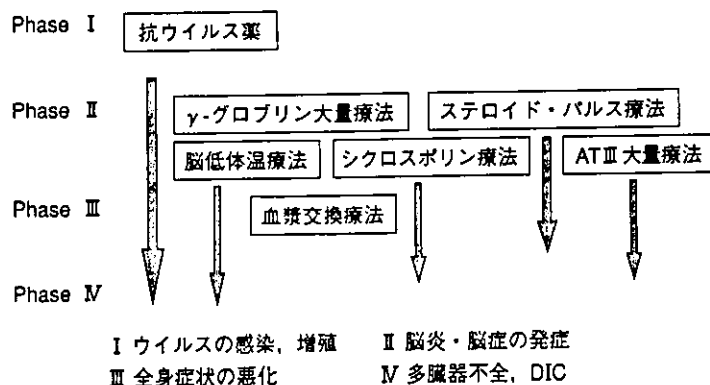 Phase Ⅰ 抗ウイルス薬
Phase Ⅱ γ-グロブリン大量療法 ステロイド・パルス療法
脳低体温療法 シクロスポリン療法 ATⅢ大量療法
Phase Ⅲ 血漿交換療法
Phase Ⅳ
Ⅰ ウイルスの感染，増殖 Ⅱ 脳炎・脳症の発症
Ⅲ 全身症状の悪化 Ⅳ 多臓器不全，DIC